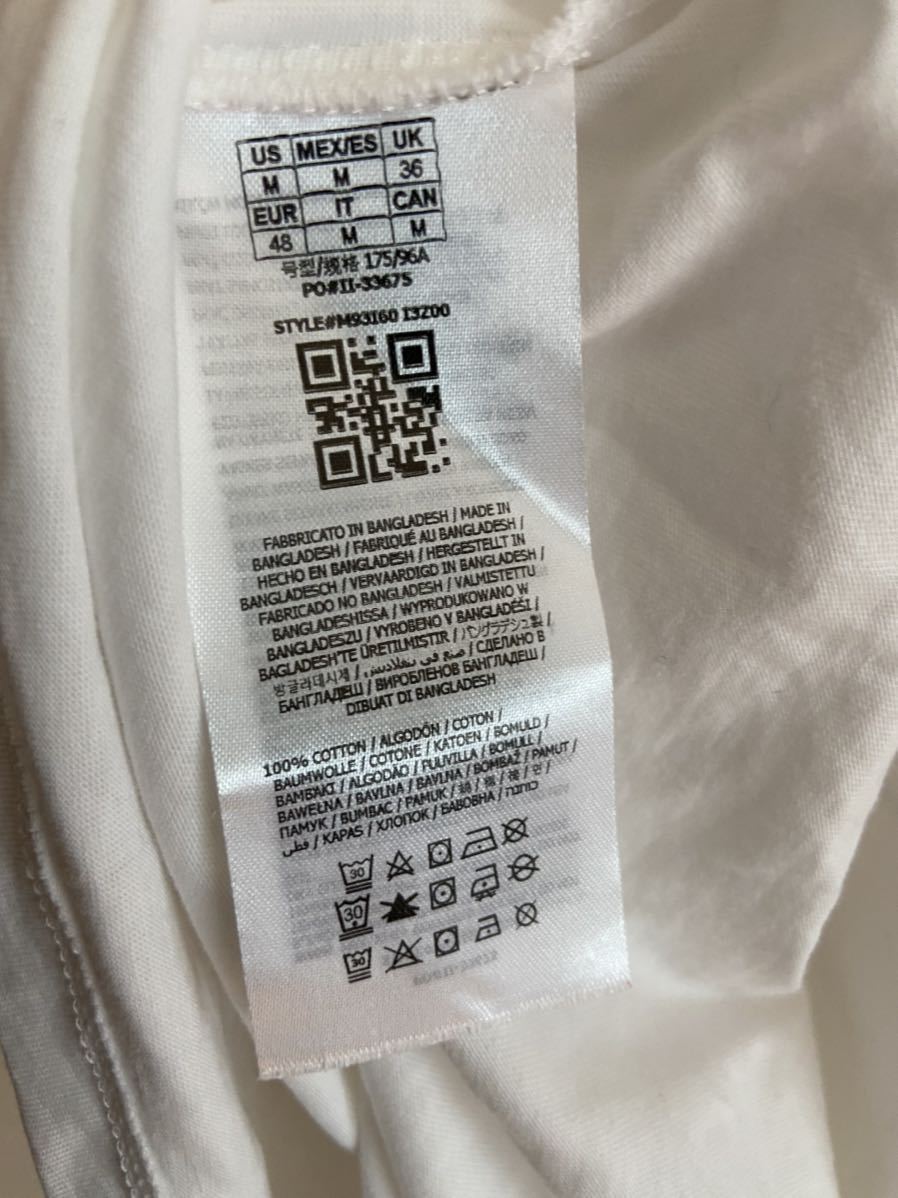 US MEX/ES UK
M M 36
EUR IT CAN
48 M M
号型/规格 175/96A
PO#II-33675
STYLE#M93160 I3Z00
FABBRICATO IN BANGLADESH / MADE IN
BANGLADESH / FABRIQUÉ AU BANGLADESH /
HECHO EN BANGLADESH / HERGESTELLT IN
BANGLADESCH / VERVAARDIGD IN BANGLADESH /
FABRICADO NO BANGLADESH / VALMISTETTU
BANGLADESHISSA / WYPRODUKOWANO W
BANGLADESZU / VYROBENO V BANGLADÉŠI /
BAGLADESH'TE ÜRETILMISTIR / バングラデシュ製 /
방글라데시제 / صنع في بنغلاديش / СДЕЛАНО В
БАНГЛАДЕШ / ВИРОБЛЕНОВ БАНГЛАДЕШ /
DIBUAT DI BANGLADESH
100% COTTON / ALGODÓN / COTON /
BAUMWOLLE / COTONE / KATOEN / BOMULD /
BAMBAKI / ALGODÃO / PUUVILLA / BOMULL /
BAWEŁNA / BAVLNA / BAVLNA / BOMBAŽ / PAMUT /
ПАМУК / BUMBAC / PAMUK / 綿 / 棉 / 棉 / 면 /
قطن / KAPAS / ХЛОПОК / БАВОВНА / כותנה
30
30
30